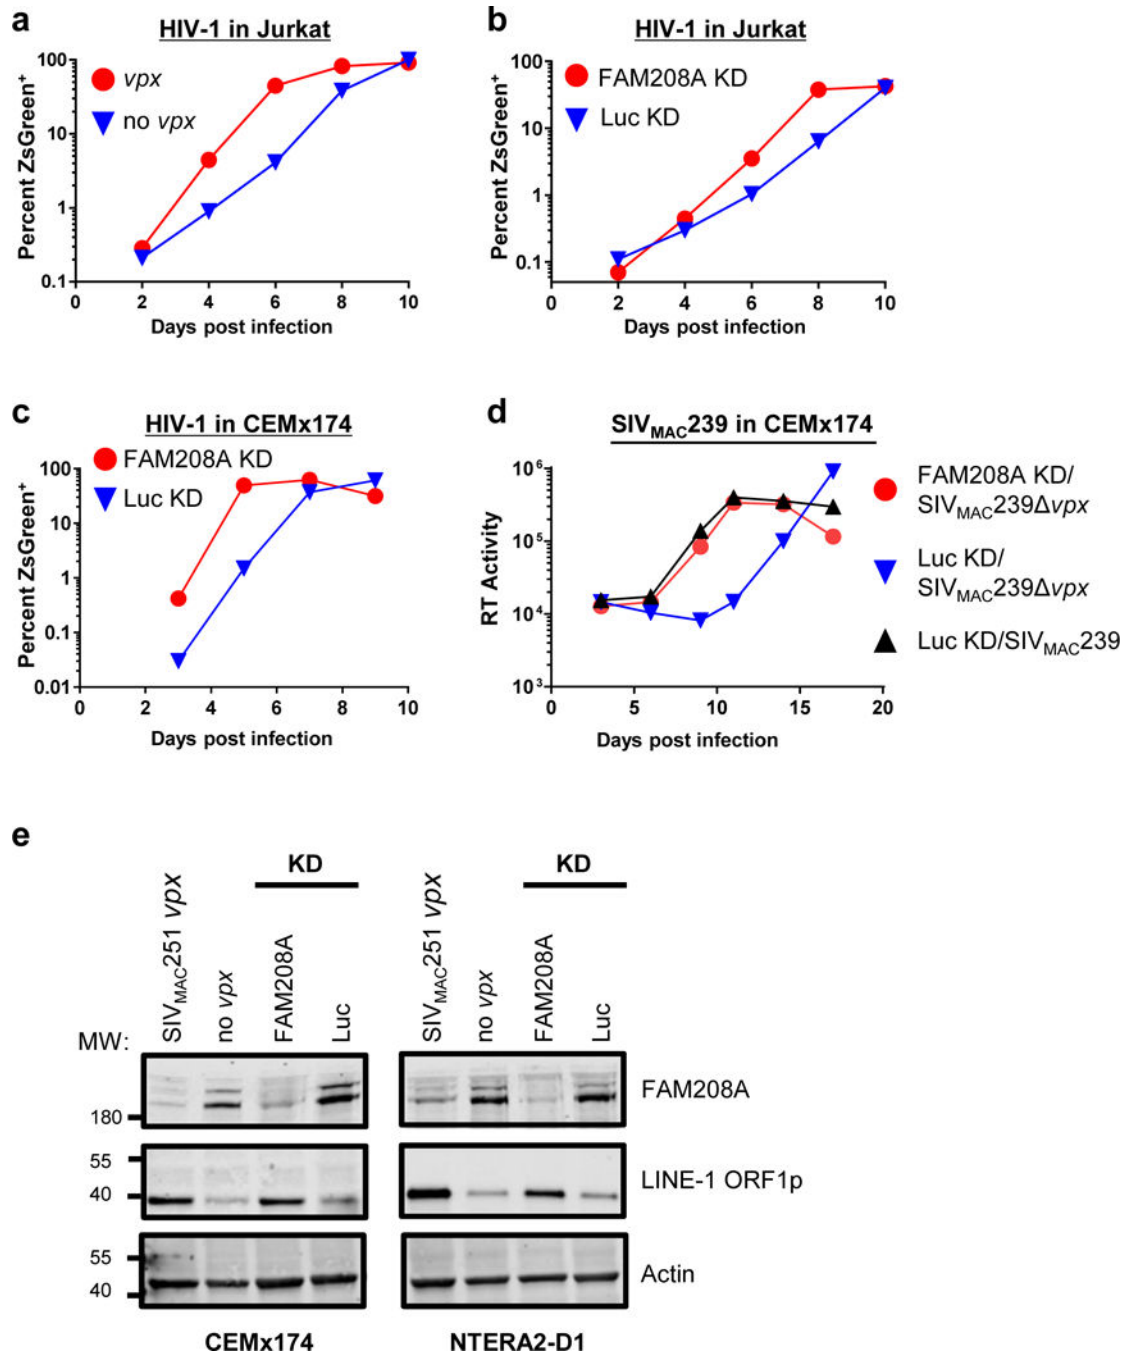 a
HIV-1 in Jurkat
Percent ZsGreen⁺
100
10
1
0.1
vpx
no vpx
0 2 4 6 8 10
Days post infection
b
HIV-1 in Jurkat
Percent ZsGreen⁺
100
10
1
0.1
FAM208A KD
Luc KD
0 2 4 6 8 10
Days post infection
c
HIV-1 in CEMx174
Percent ZsGreen⁺
100
10
1
0.1
0.01
FAM208A KD
Luc KD
0 2 4 6 8 10
Days post infection
d
SIVMAC239 in CEMx174
RT Activity
10⁶
10⁵
10⁴
10³
0 5 10 15 20
Days post infection
FAM208A KD/
SIVMAC239Δvpx
Luc KD/
SIVMAC239Δvpx
Luc KD/SIVMAC239
e
KD
KD
SIVMAC251 vpx
no vpx
FAM208A
Luc
SIVMAC251 vpx
no vpx
FAM208A
Luc
MW:
180
FAM208A
55
40
LINE-1 ORF1p
55
40
Actin
CEMx174
NTERA2-D1